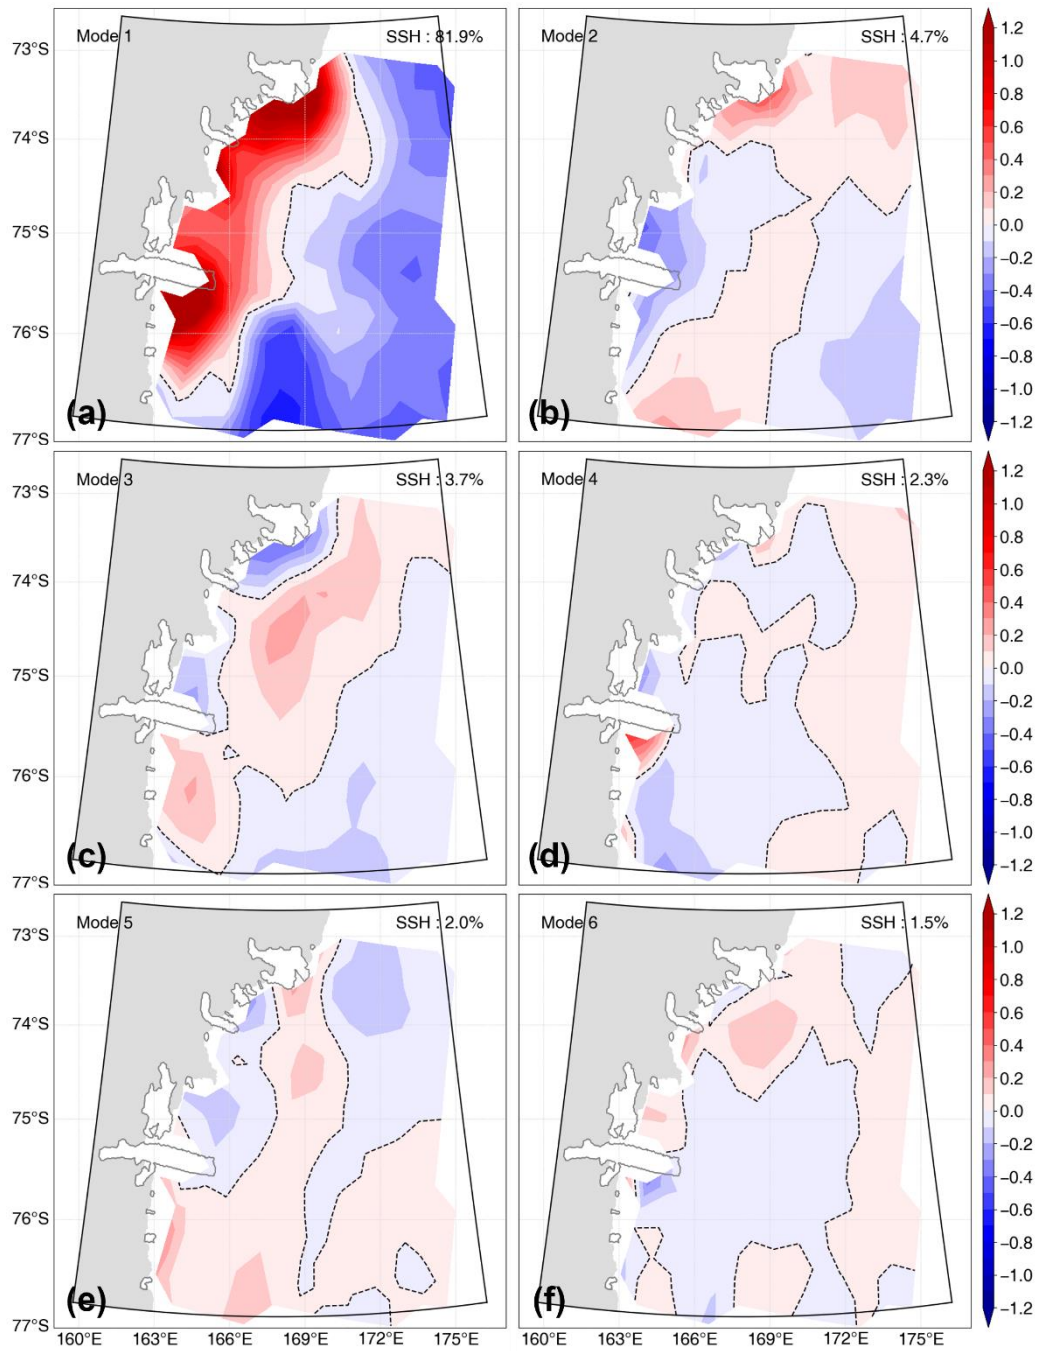 Mode 1 SSH : 81.9%
Mode 2 SSH : 4.7%
73°S
74°S
75°S
76°S
77°S
(a)
(b)
1.2
1.0
0.8
0.6
0.4
0.2
0.0
−0.2
−0.4
−0.6
−0.8
−1.0
−1.2
Mode 3 SSH : 3.7%
Mode 4 SSH : 2.3%
73°S
74°S
75°S
76°S
77°S
(c)
(d)
1.2
1.0
0.8
0.6
0.4
0.2
0.0
−0.2
−0.4
−0.6
−0.8
−1.0
−1.2
Mode 5 SSH : 2.0%
Mode 6 SSH : 1.5%
73°S
74°S
75°S
76°S
77°S
(e)
(f)
1.2
1.0
0.8
0.6
0.4
0.2
0.0
−0.2
−0.4
−0.6
−0.8
−1.0
−1.2
160°E 163°E 166°E 169°E 172°E 175°E
160°E 163°E 166°E 169°E 172°E 175°E